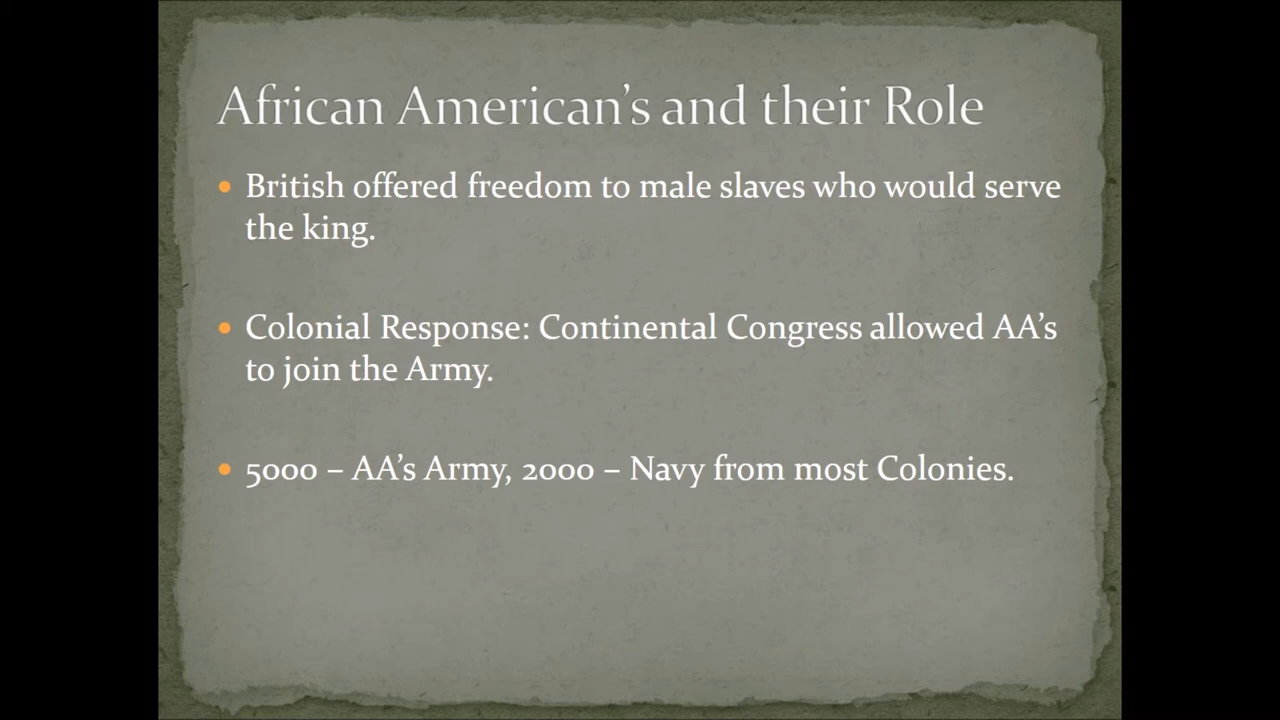 African American’s and their Role
• British offered freedom to male slaves who would serve
the king.
• Colonial Response: Continental Congress allowed AA’s
to join the Army.
• 5000 – AA’s Army, 2000 – Navy from most Colonies.